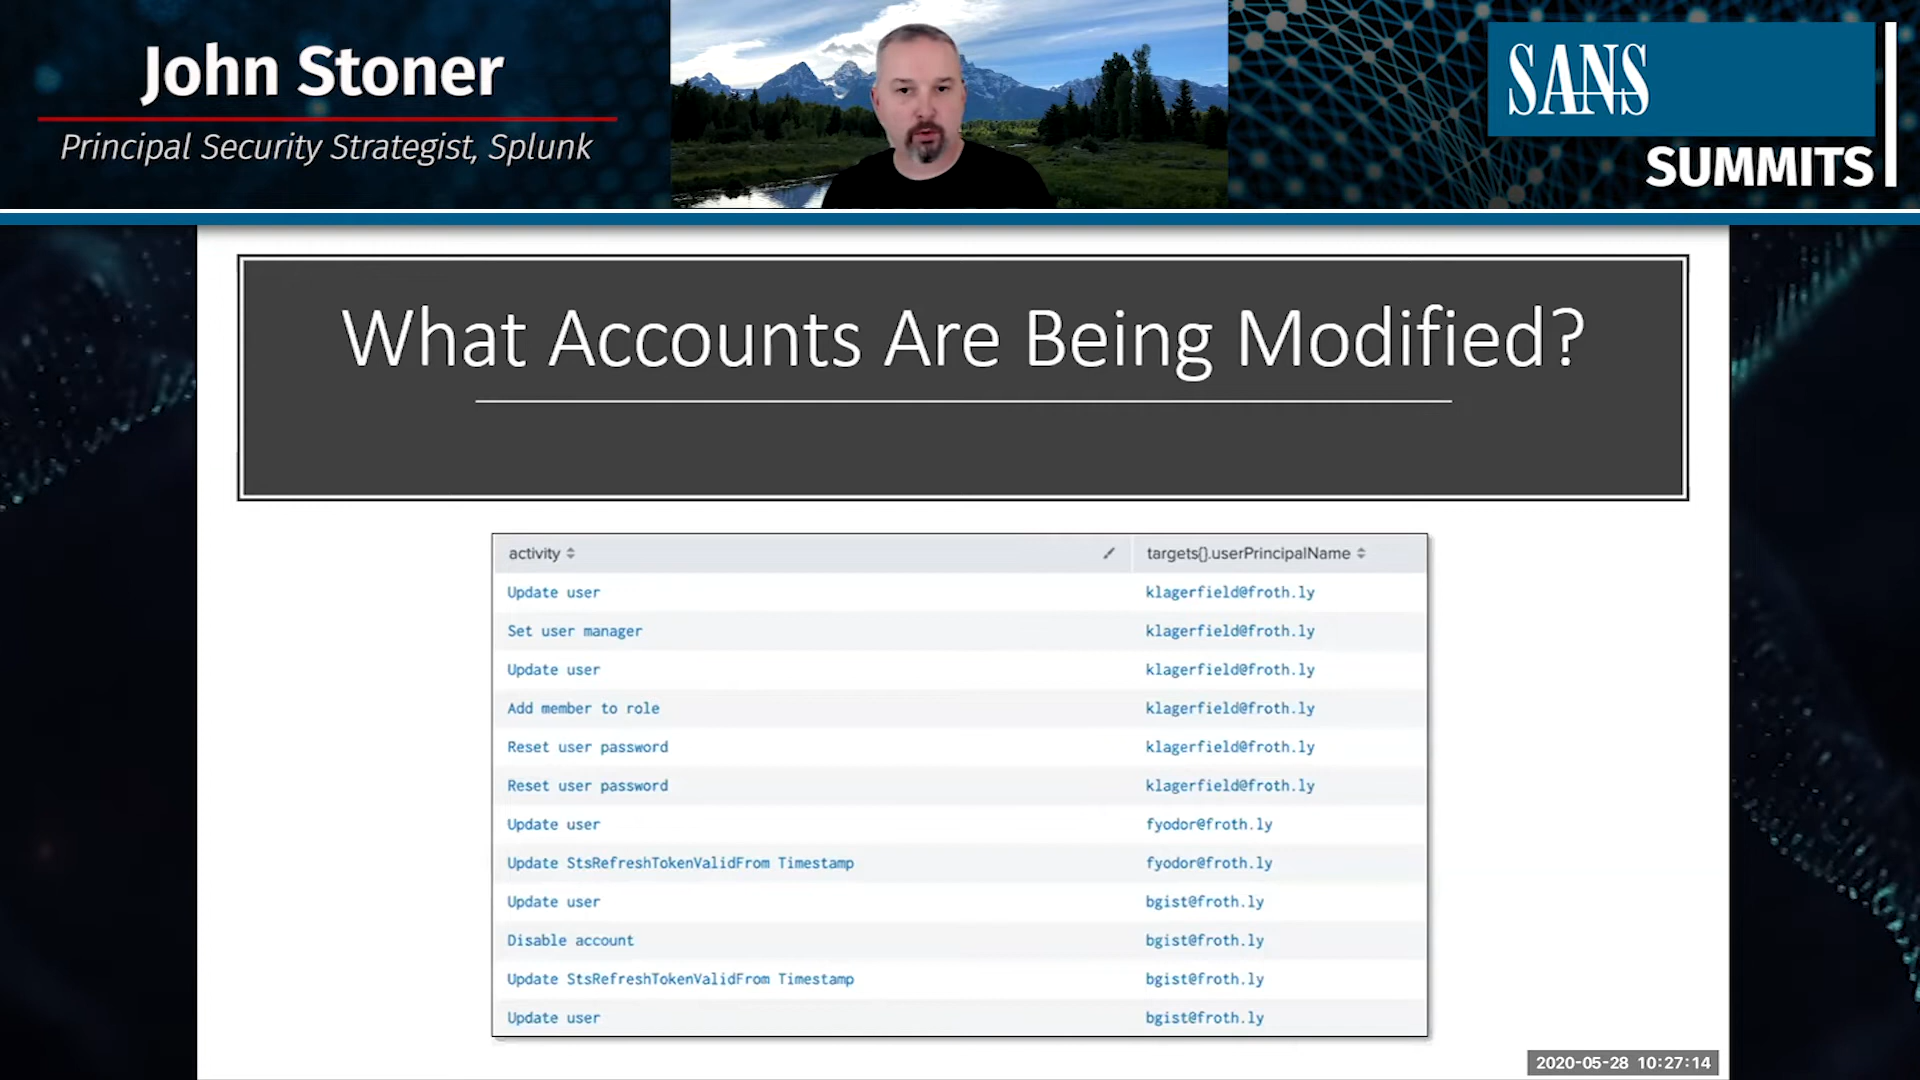 John Stoner
Principal Security Strategist, Splunk
SANS
SUMMITS
What Accounts Are Being Modified?
activity targets{}.userPrincipalName
Update user klagerfield@froth.ly
Set user manager klagerfield@froth.ly
Update user klagerfield@froth.ly
Add member to role klagerfield@froth.ly
Reset user password klagerfield@froth.ly
Reset user password klagerfield@froth.ly
Update user fyodor@froth.ly
Update StsRefreshTokenValidFrom Timestamp fyodor@froth.ly
Update user bgist@froth.ly
Disable account bgist@froth.ly
Update StsRefreshTokenValidFrom Timestamp bgist@froth.ly
Update user bgist@froth.ly
2020-05-28 10:27:14